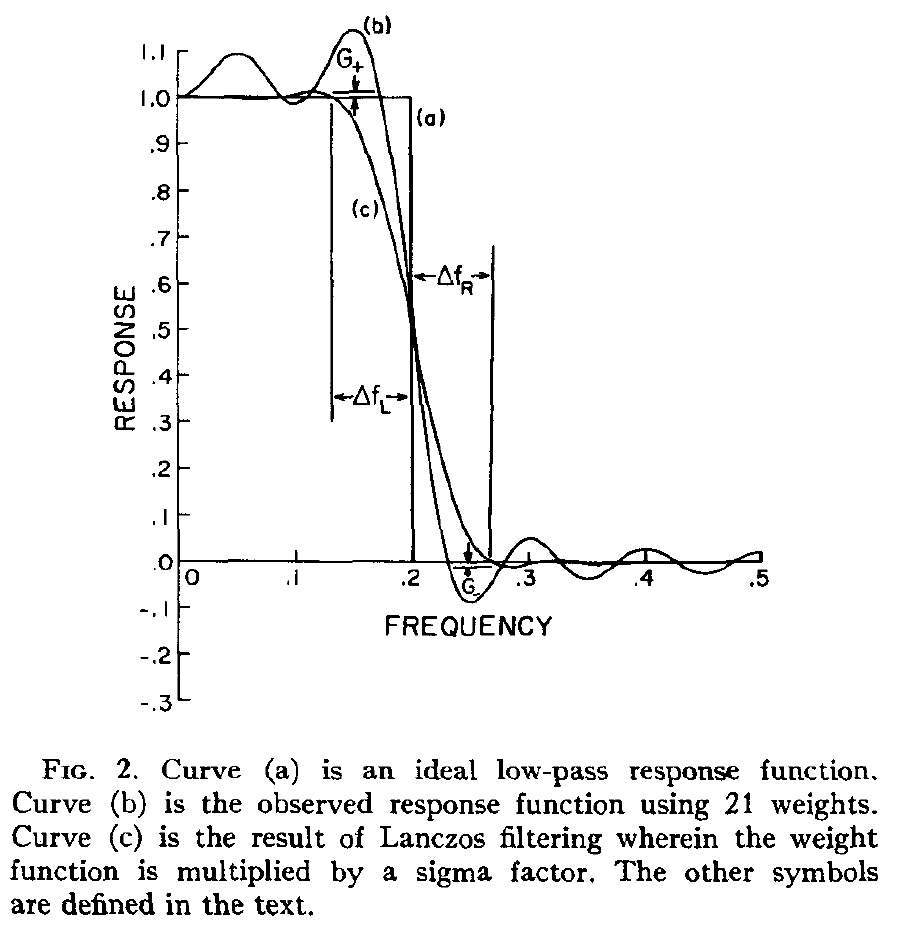 (b)
1.1
G+
1.0
(a)
.9
.8
(c)
.7
ΔfR
.6
.5
.4
ΔfL
.3
.2
.1
.0
0 .1 .2 .3 .4 .5
G-
-.1
-.2
-.3
RESPONSE
FREQUENCY
FIG. 2. Curve (a) is an ideal low-pass response function.
Curve (b) is the observed response function using 21 weights.
Curve (c) is the result of Lanczos filtering wherein the weight
function is multiplied by a sigma factor. The other symbols
are defined in the text.